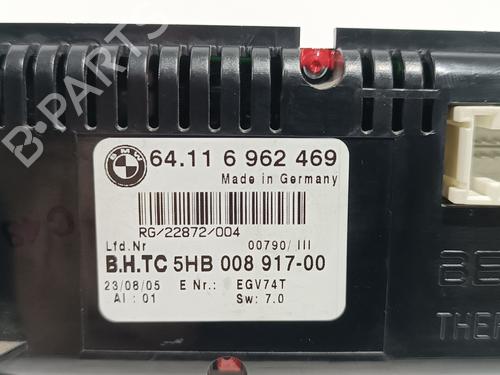 B-PARTS
BMW
64.11 6 962 469
Made in Germany
RG/22872/004
Lfd.Nr 00790/ III
B.H.TC 5HB 008 917-00
23/08/05 E Nr.: EGV74T
AI : 01 Sw: 7.0